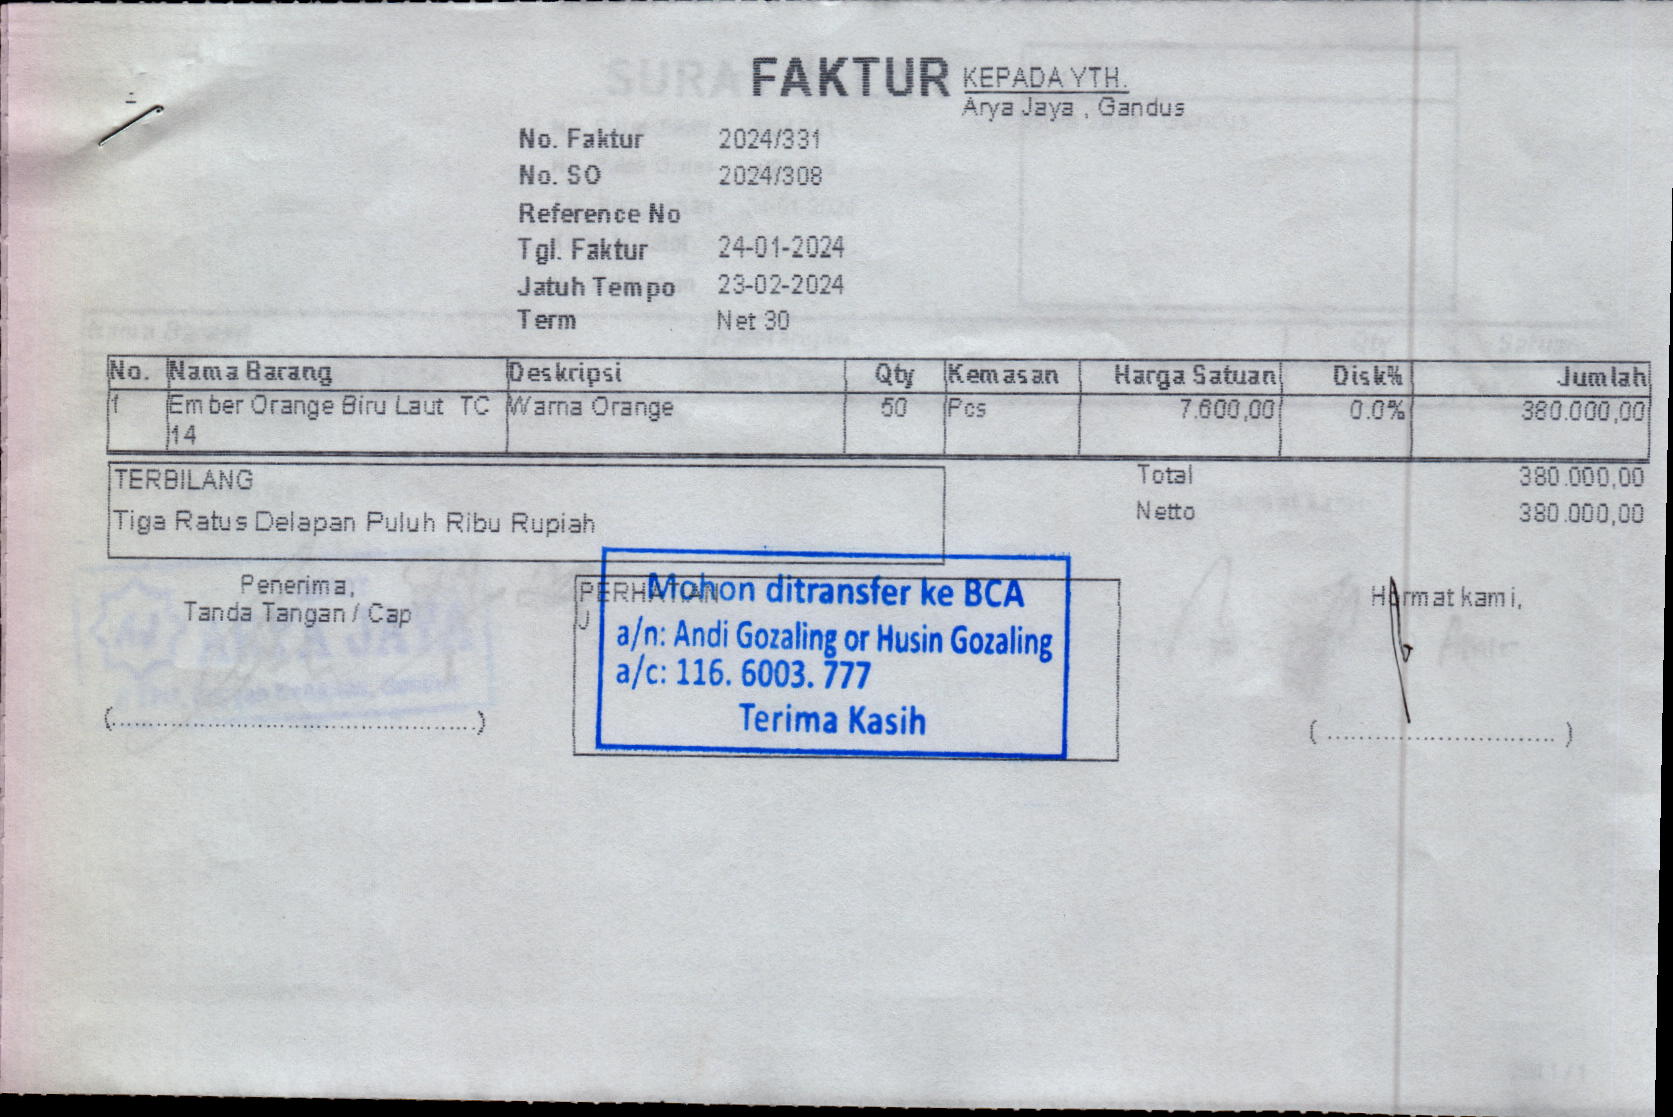 FAKTUR
KEPADA YTH.
Arya Jaya , Gandus
No. Faktur 2024/331
No. SO 2024/308
Reference No
Tgl. Faktur 24-01-2024
Jatuh Tempo 23-02-2024
Term Net 30
No. Nama Barang Deskripsi Qty Kemasan Harga Satuan Disk% Jumlah
1 Ember Orange Biru Laut TC Warna Orange 50 Pcs 7.600,00 0.0% 380.000,00
14
TERBILANG Total 380.000,00
Tiga Ratus Delapan Puluh Ribu Rupiah Netto 380.000,00
Penerima,
Tanda Tangan / Cap
(........................................................)
PERHATIAN
Mohon ditransfer ke BCA
a/n: Andi Gozaling or Husin Gozaling
a/c: 116. 6003. 777
Terima Kasih
Hormat kami,
( ................................... )